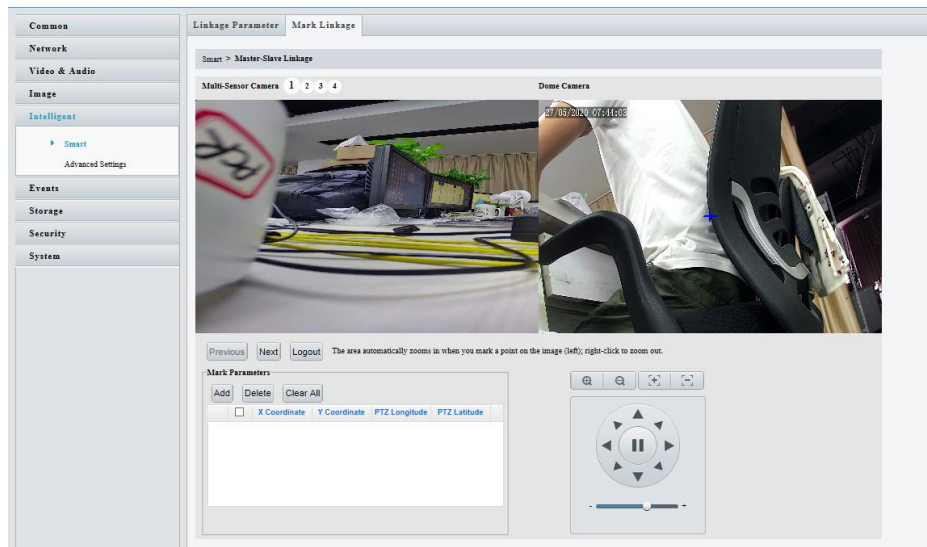 Common
Network
Video & Audio
Image
Intelligent
Smart
Advanced Settings
Events
Storage
Security
System
Linkage Parameter Mark Linkage
Smart > Master-Slave Linkage
Multi-Sensor Camera 1 2 3 4 Dome Camera
PCR
27/05/2020 07:44:03
Previous Next Logout The area automatically zooms in when you mark a point on the image (left); right-click to zoom out.
Mark Parameters
Add Delete Clear All
X Coordinate Y Coordinate PTZ Longitude PTZ Latitude
- +